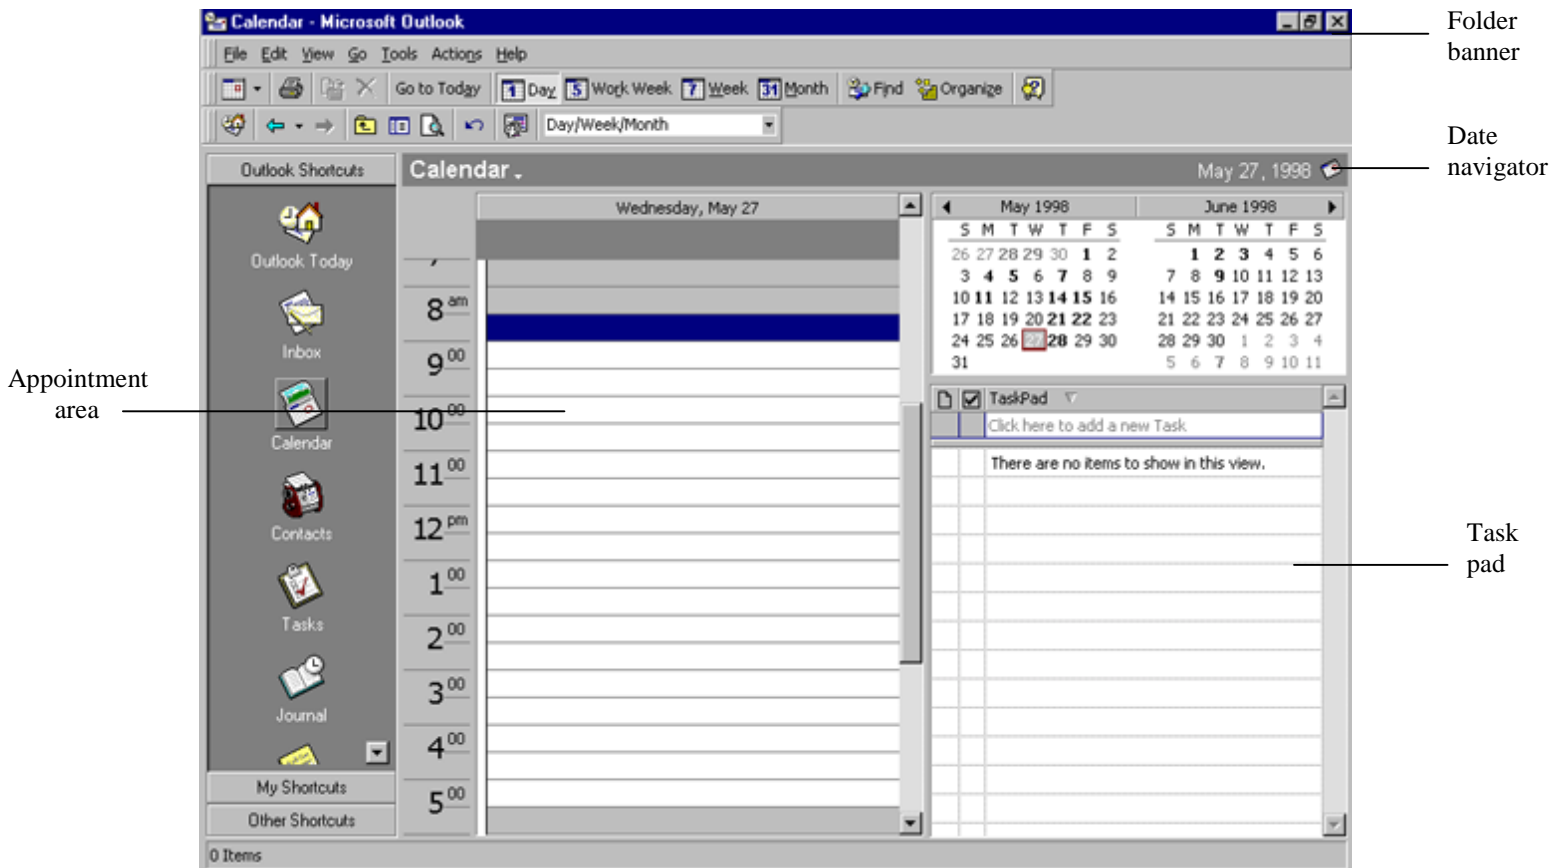 Calendar - Microsoft Outlook
Folder
banner
File Edit View Go Tools Actions Help
Go to Today 1 Day 5 Work Week 7 Week 31 Month Find Organize
Day/Week/Month
Date
navigator
Outlook Shortcuts
Calendar
May 27, 1998
Wednesday, May 27
May 1998 June 1998
S M T W T F S S M T W T F S
26 27 28 29 30 1 2 1 2 3 4 5 6
3 4 5 6 7 8 9 7 8 9 10 11 12 13
10 11 12 13 14 15 16 14 15 16 17 18 19 20
17 18 19 20 21 22 23 21 22 23 24 25 26 27
24 25 26 27 28 29 30 28 29 30 1 2 3 4
31 5 6 7 8 9 10 11
Outlook Today
Inbox
Calendar
Contacts
Tasks
Journal
My Shortcuts
Other Shortcuts
8 am
9 00
10 00
11 00
12 pm
1 00
2 00
3 00
4 00
5 00
Appointment
area
TaskPad
Click here to add a new Task
There are no items to show in this view.
Task
pad
0 Items